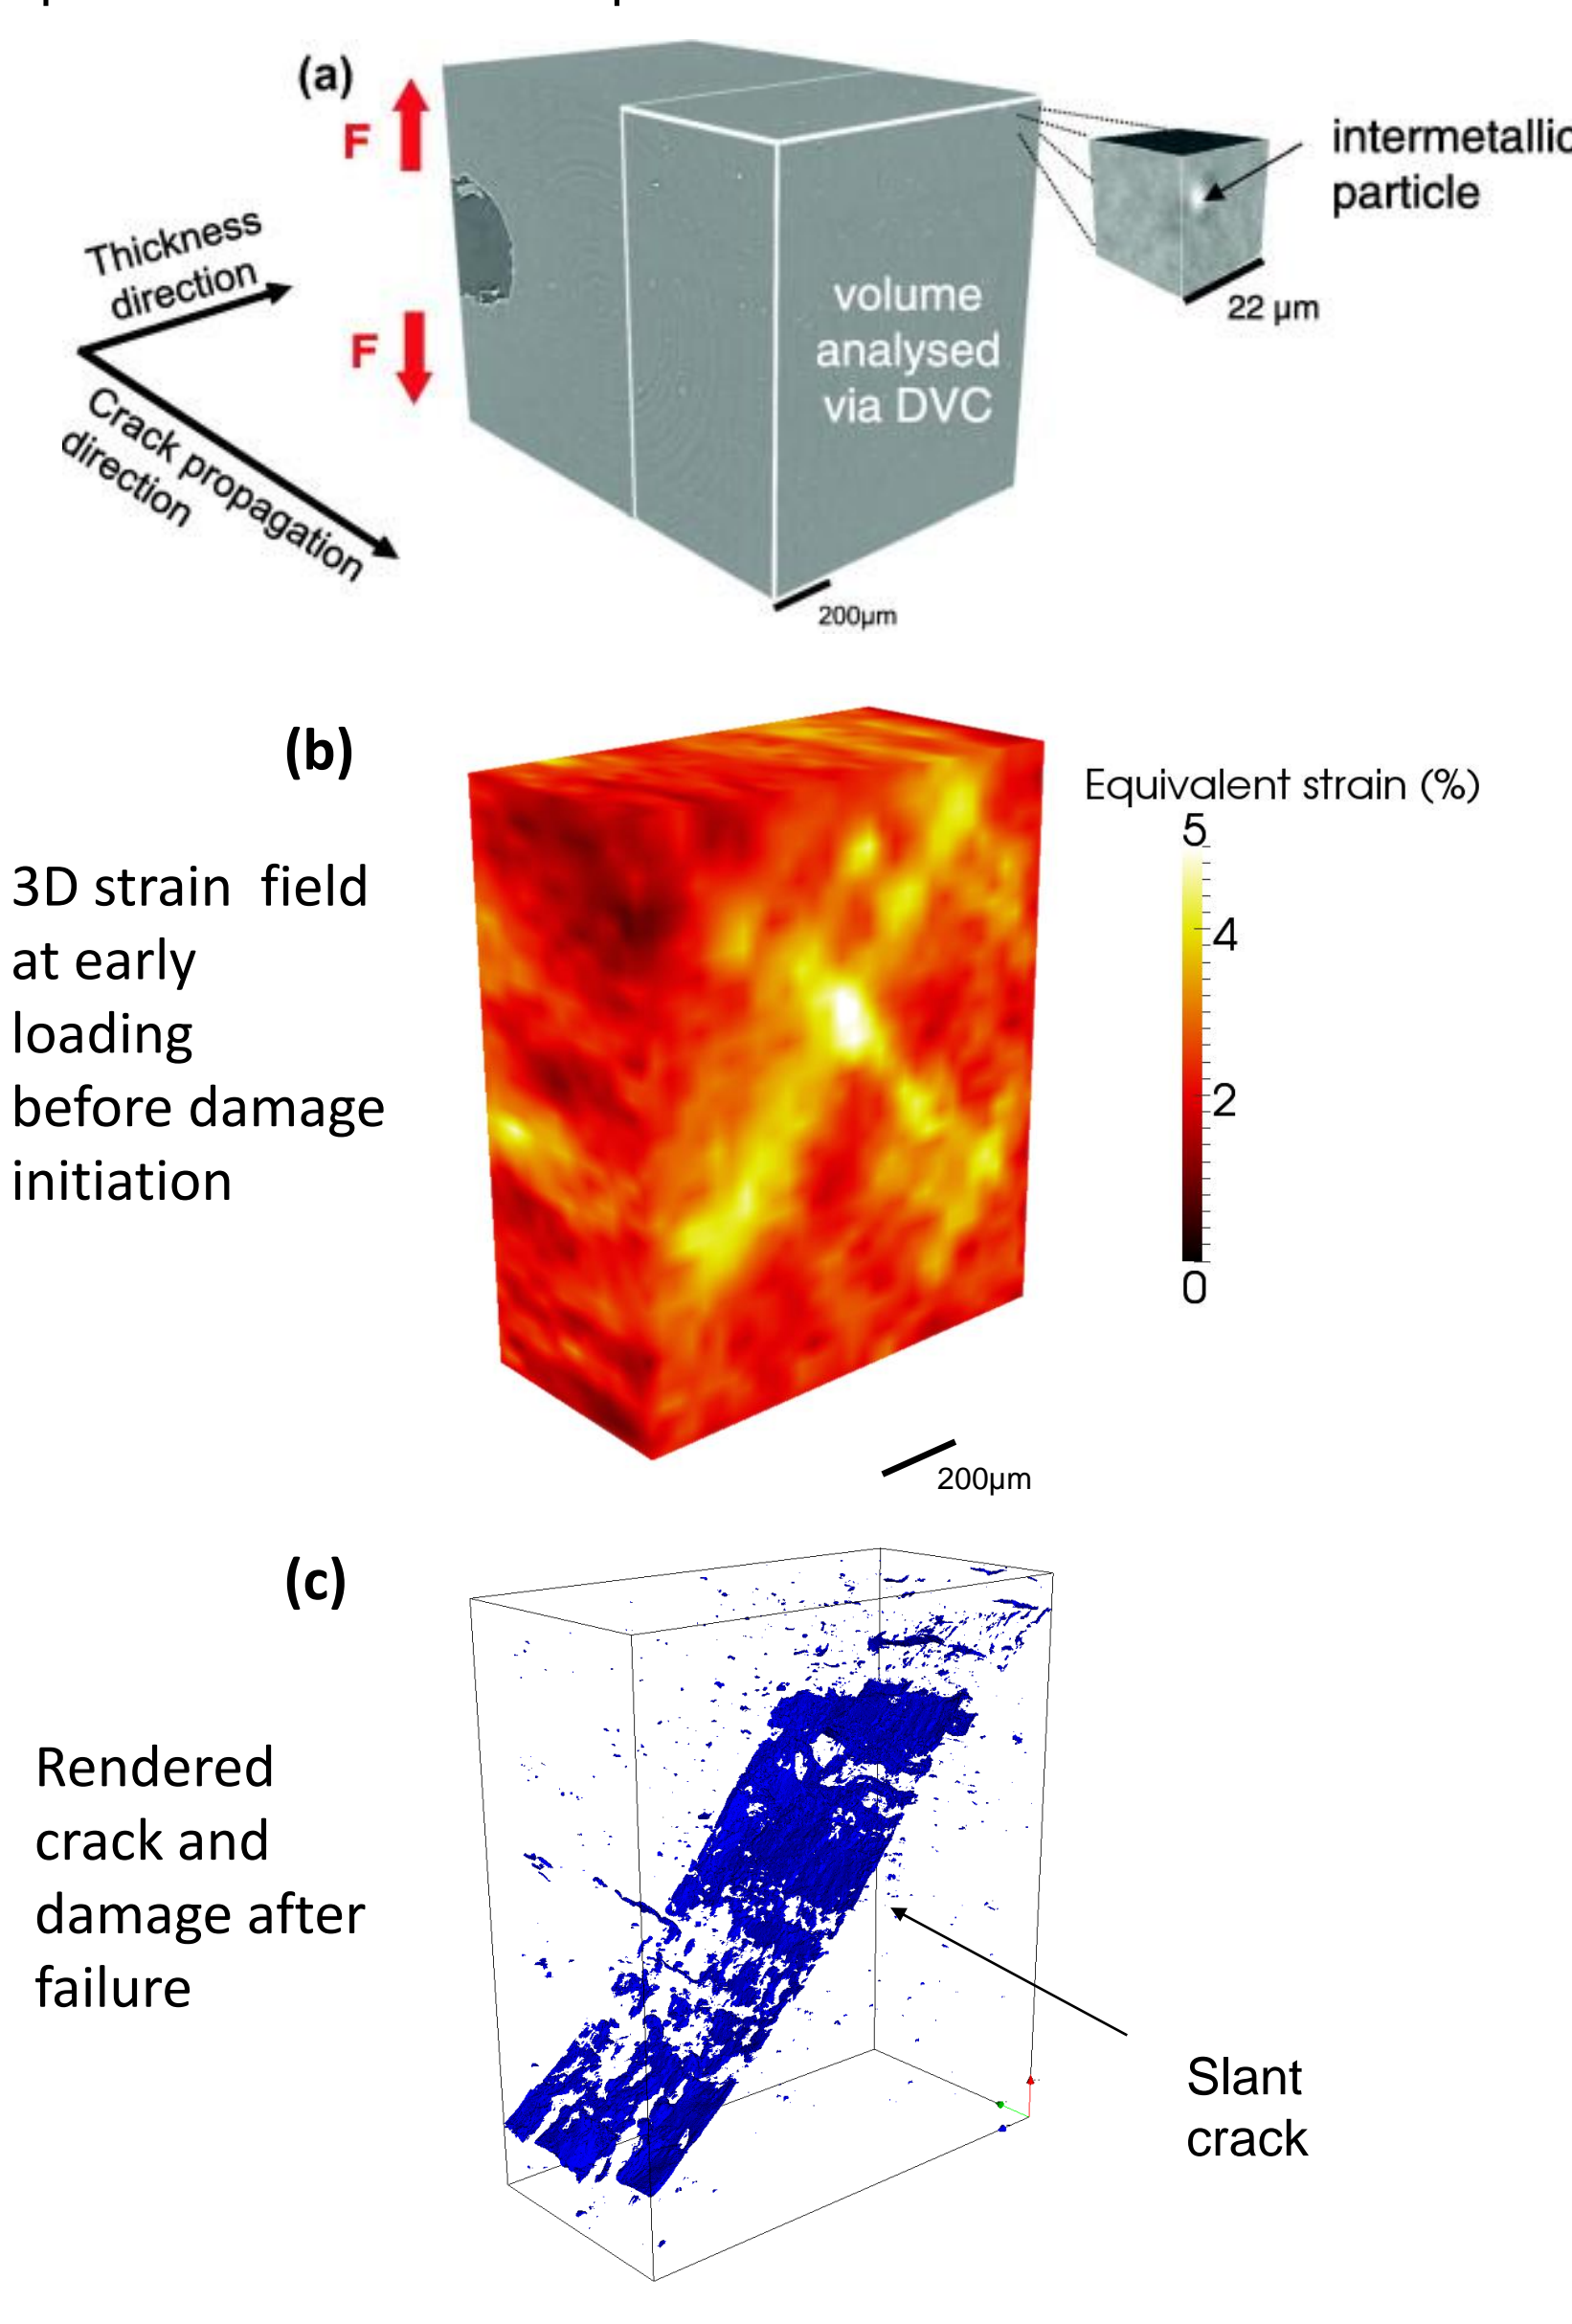 (a)
F
F
Thickness
direction
Crack propagation
direction
volume
analysed
via DVC
200µm
particle
22 µm
(b)
3D strain field
at early
loading
before damage
initiation
Equivalent strain (%)
5
4
2
0
200µm
(c)
Rendered
crack and
damage after
failure
Slant
crack